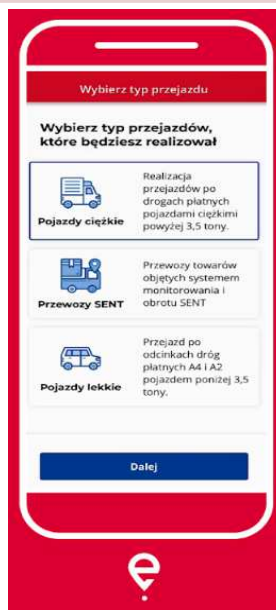 Wybierz typ przejazdu
Wybierz typ przejazdów,
które będziesz realizował
Pojazdy ciężkie
Realizacja
przejazdów po
drogach płatnych
pojazdami ciężkimi
powyżej 3,5 tony.
Przewozy SENT
Przewozy towarów
objętych systemem
monitorowania i
obrotu SENT
Pojazdy lekkie
Przejazd po
odcinkach dróg
płatnych A4 i A2
pojazdem poniżej 3,5
tony.
Dalej
e